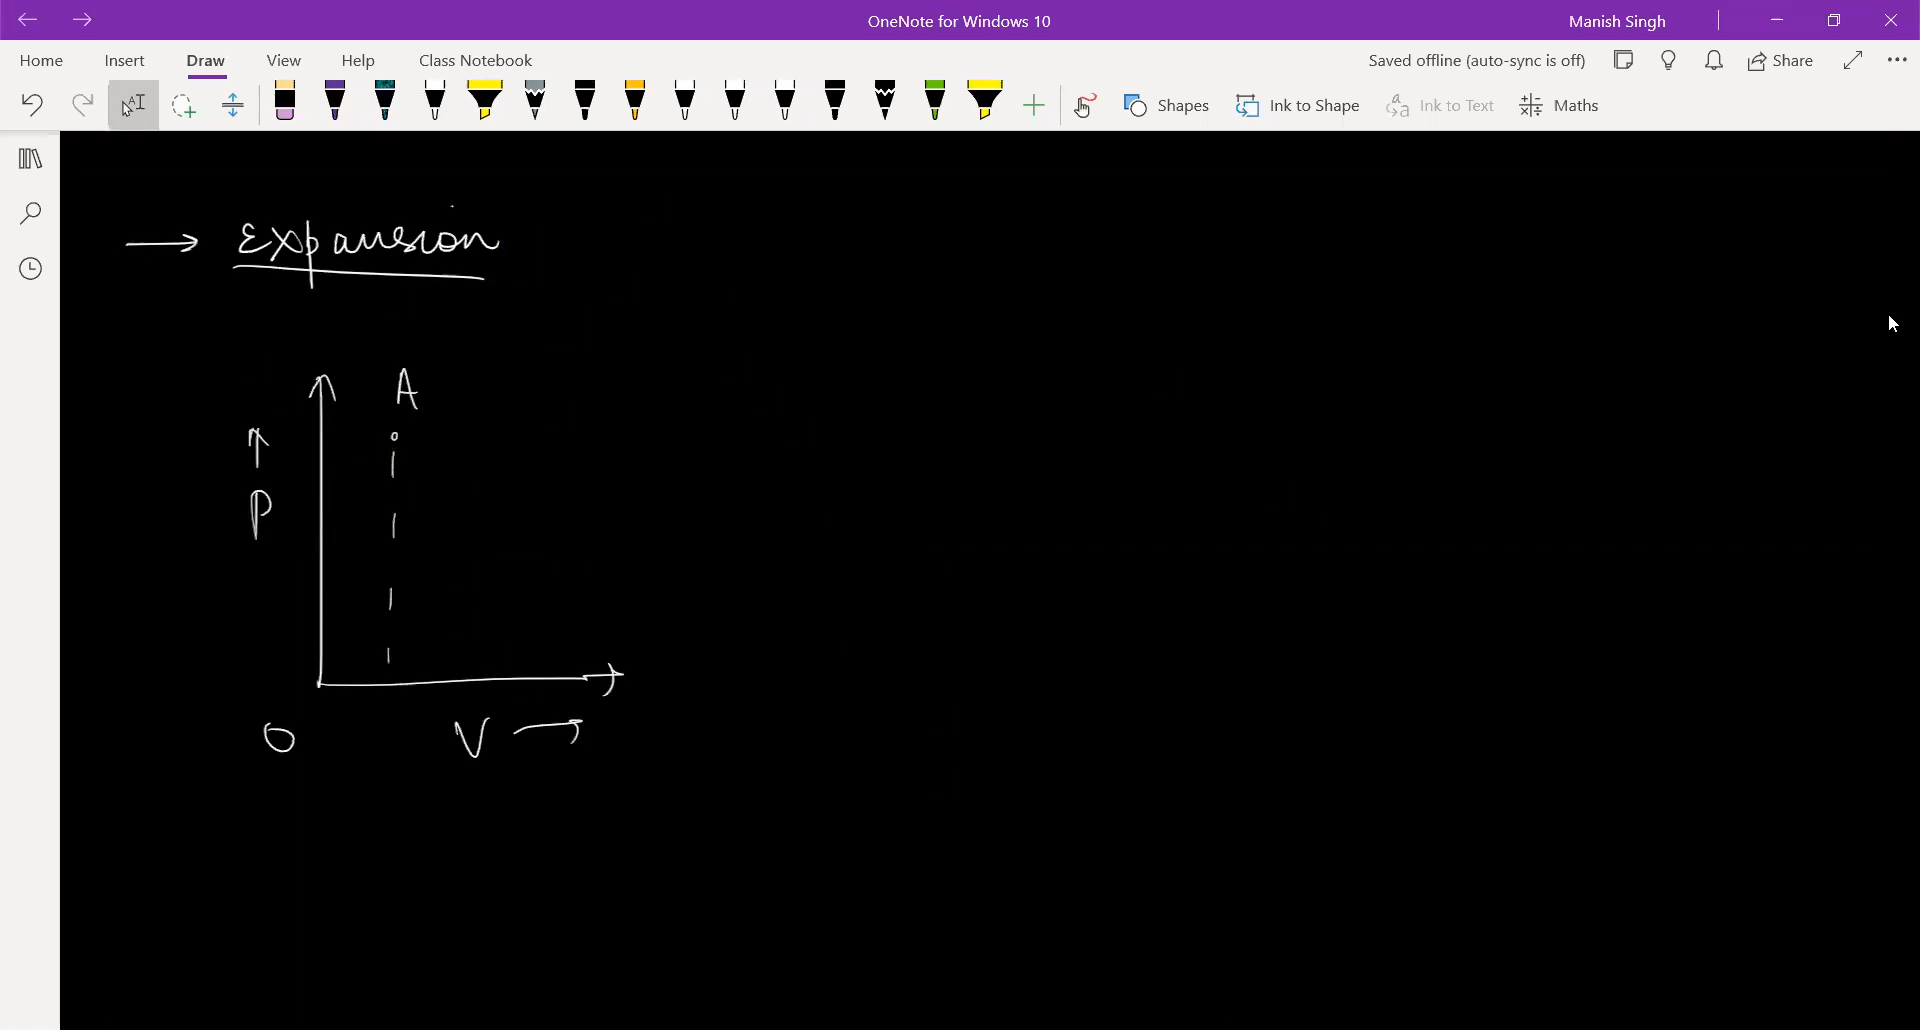 OneNote for Windows 10
Manish Singh
Home Insert Draw View Help Class Notebook
Saved offline (auto-sync is off) Share
Shapes Ink to Shape Ink to Text Maths
→ Expansion
A
↑
P
O V →